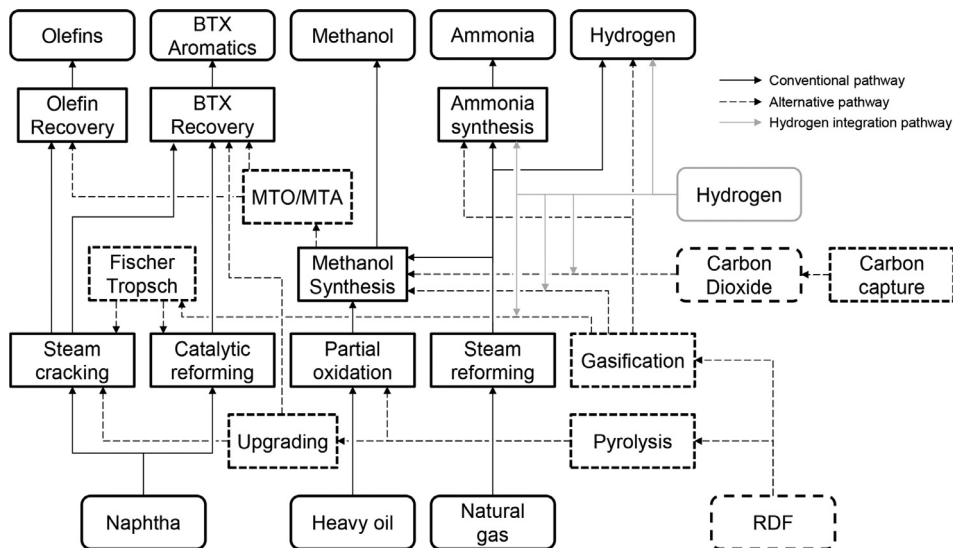 Olefins
BTX
Aromatics
Methanol
Ammonia
Hydrogen
Conventional pathway
Alternative pathway
Hydrogen integration pathway
Olefin
Recovery
BTX
Recovery
Ammonia
synthesis
MTO/MTA
Hydrogen
Fischer
Tropsch
Methanol
Synthesis
Carbon
Dioxide
Carbon
capture
Steam
cracking
Catalytic
reforming
Partial
oxidation
Steam
reforming
Gasification
Upgrading
Pyrolysis
Naphtha
Heavy oil
Natural
gas
RDF